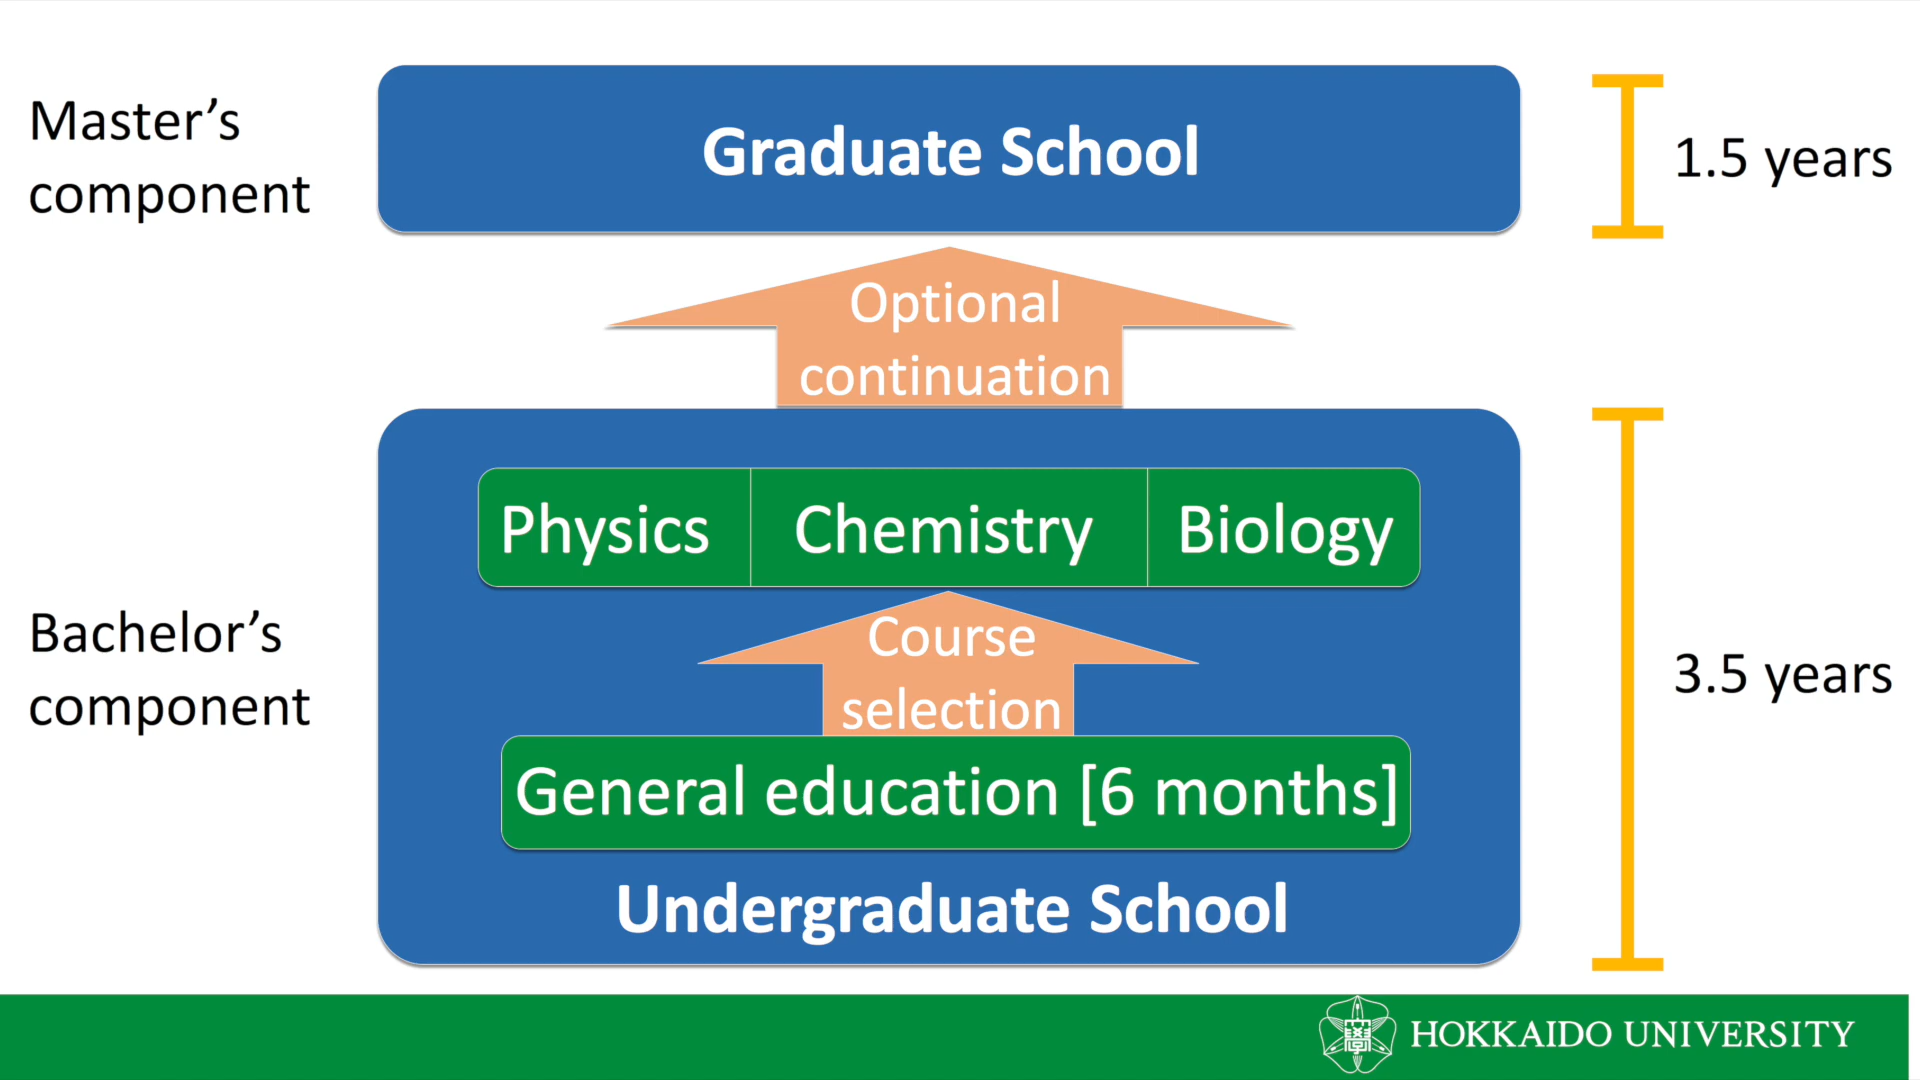 Master’s
component
Graduate School
1.5 years
Optional
continuation
Physics
Chemistry
Biology
Bachelor’s
component
Course
selection
3.5 years
General education [6 months]
Undergraduate School
HOKKAIDO UNIVERSITY